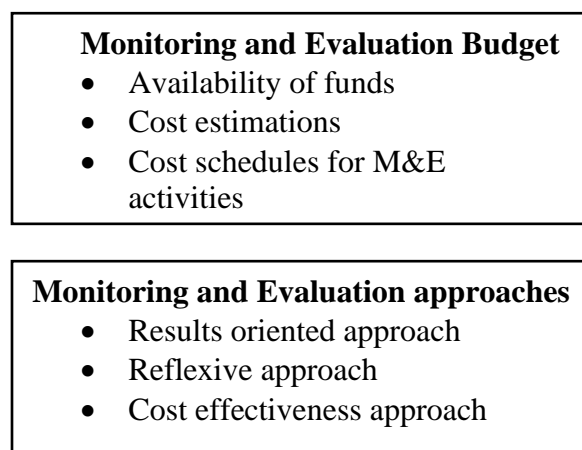 Monitoring and Evaluation Budget
• Availability of funds
• Cost estimations
• Cost schedules for M&E
activities
Monitoring and Evaluation approaches
• Results oriented approach
• Reflexive approach
• Cost effectiveness approach